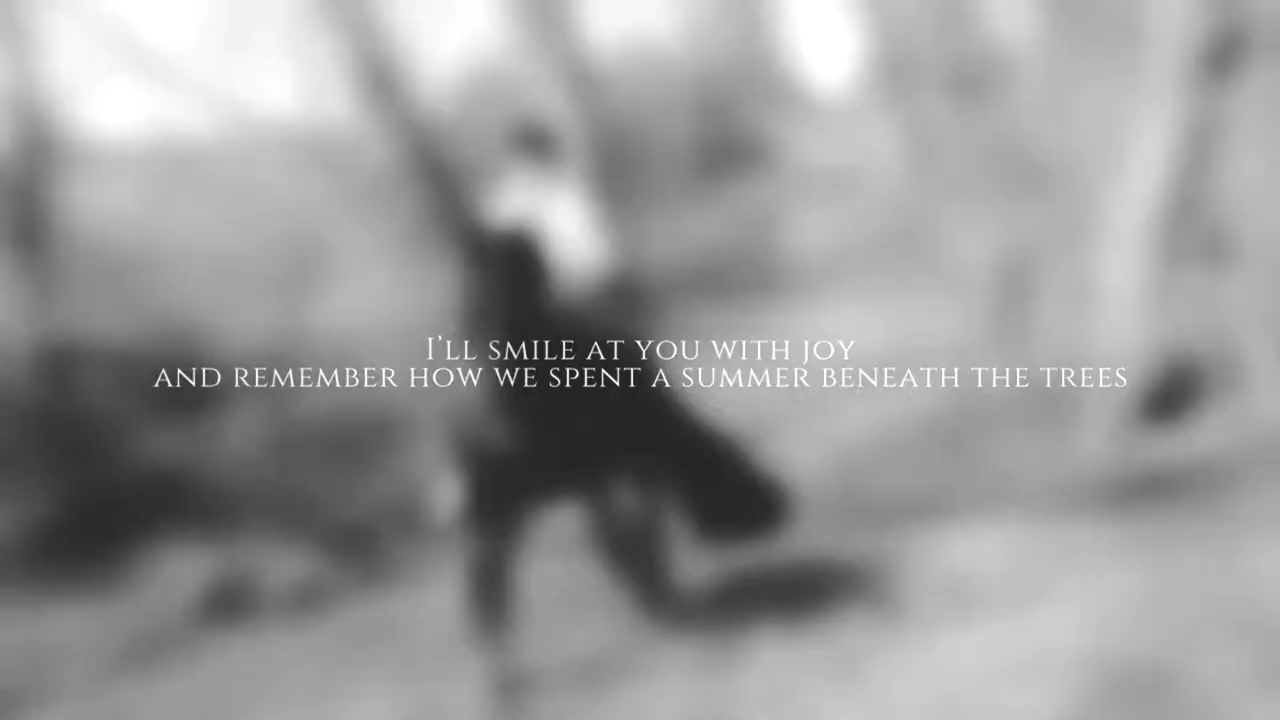 I’LL SMILE AT YOU WITH JOY
AND REMEMBER HOW WE SPENT A SUMMER BENEATH THE TREES